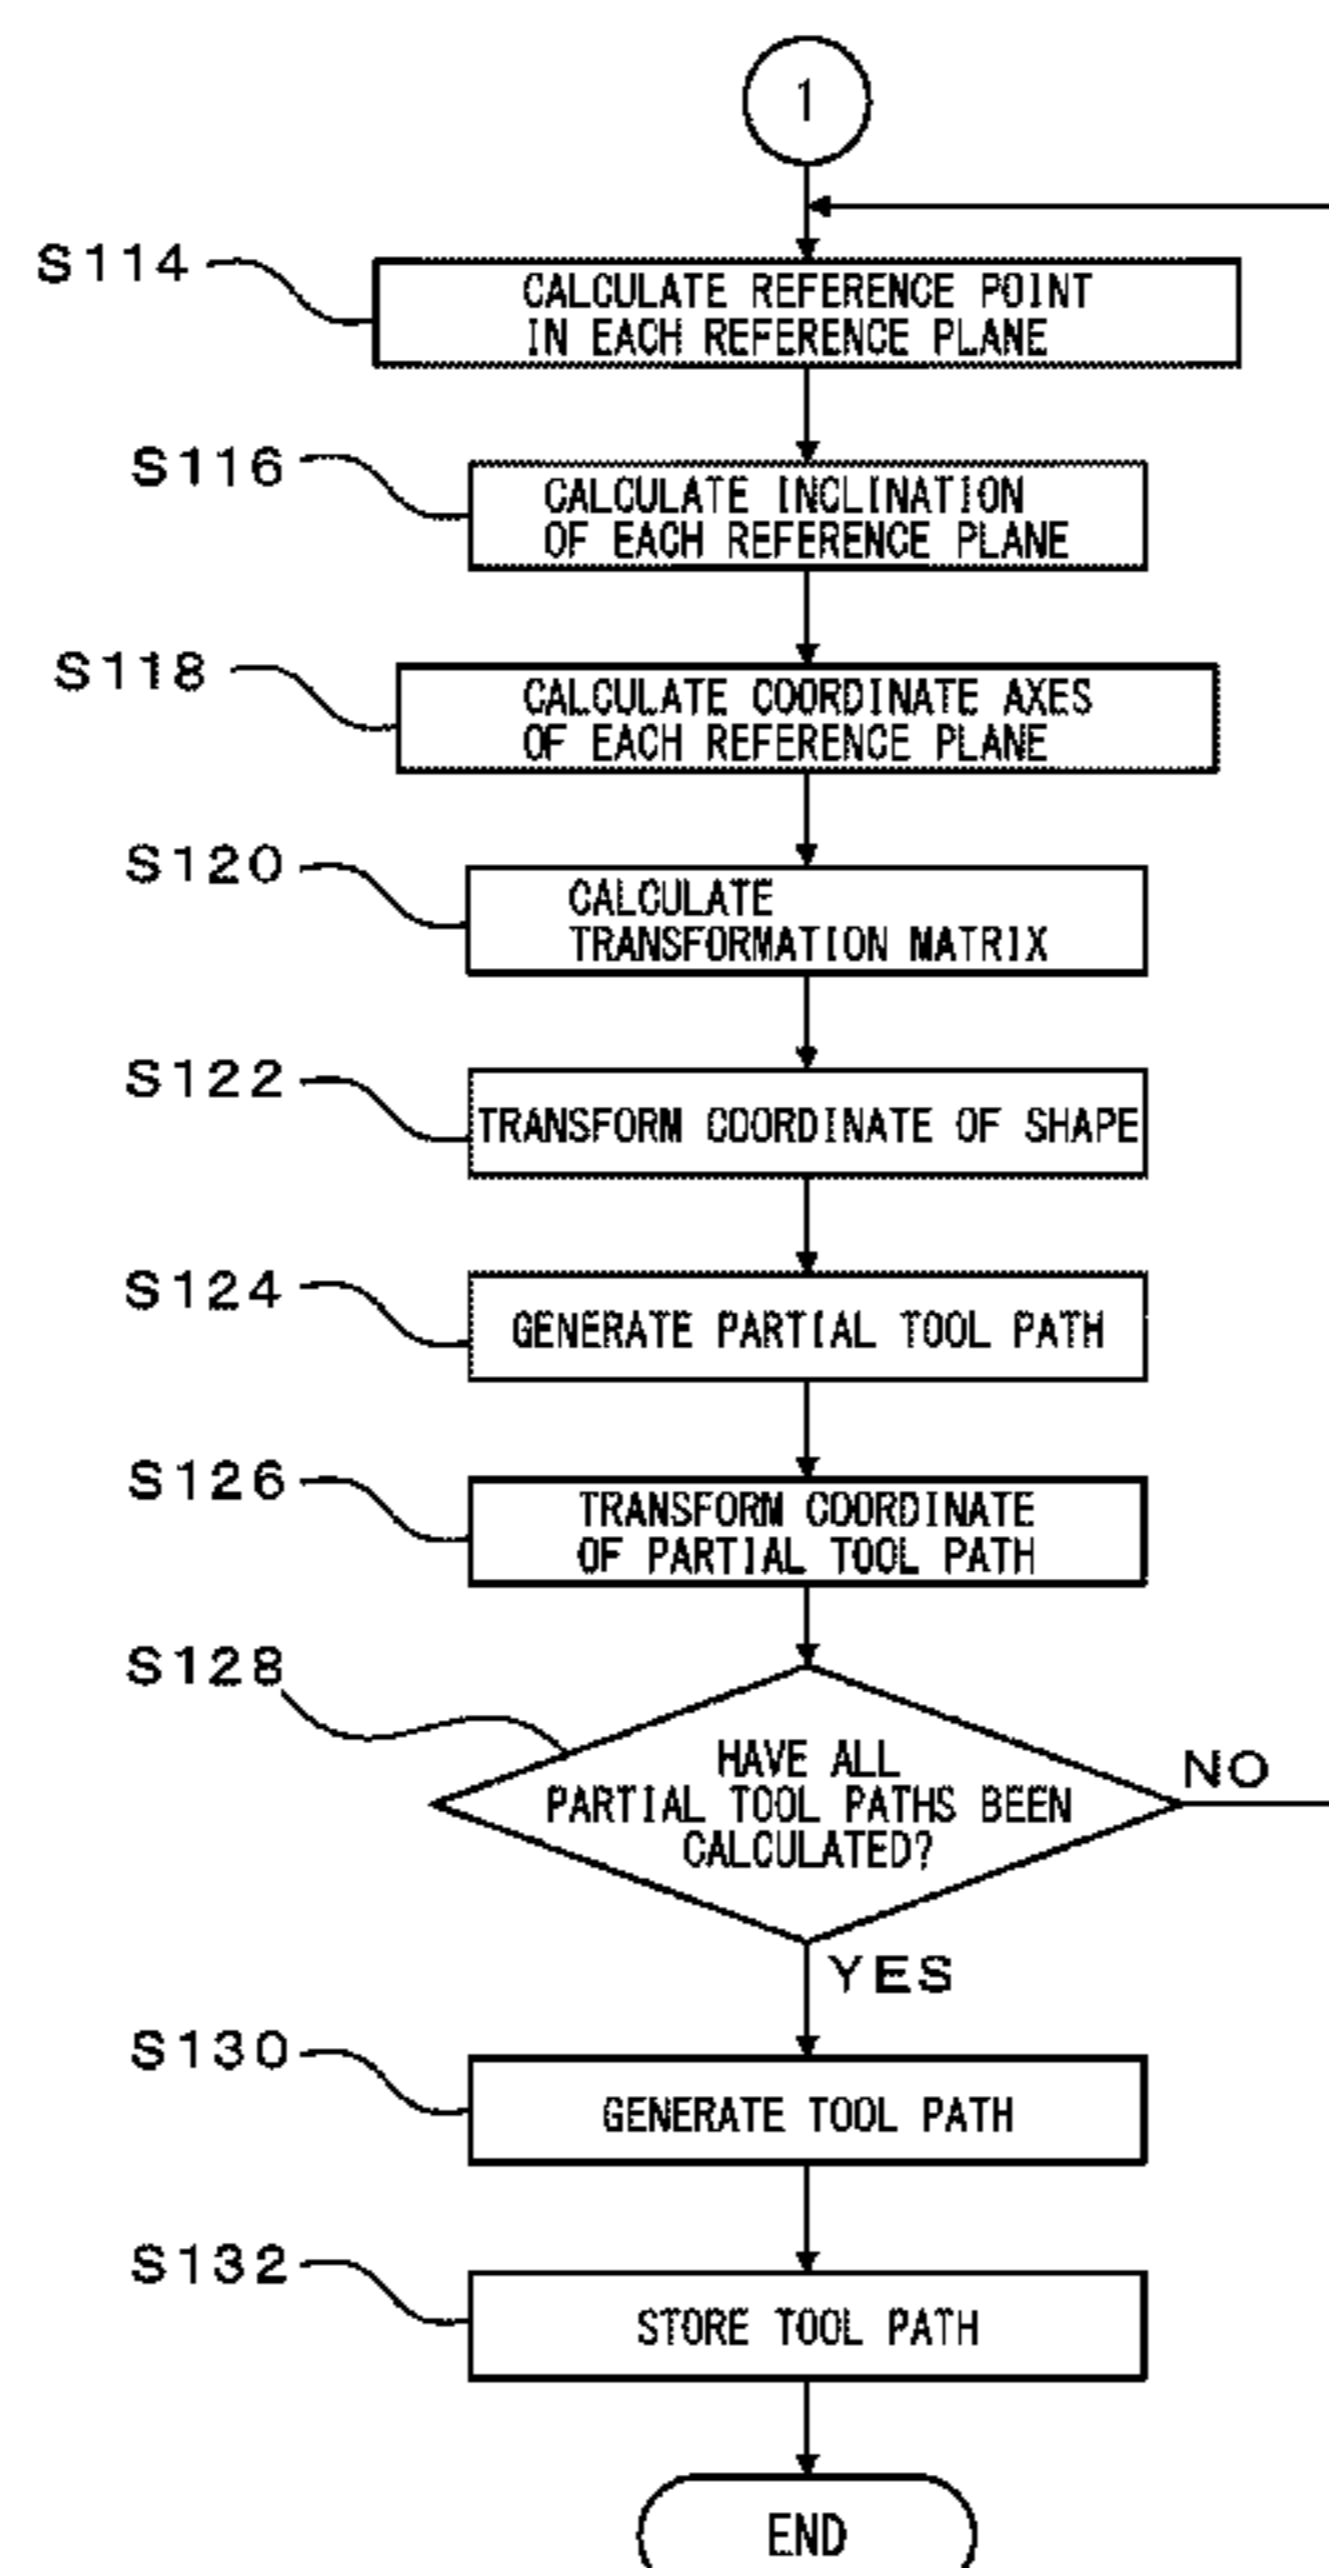 1
S114
CALCULATE REFERENCE POINT
IN EACH REFERENCE PLANE
S116
CALCULATE INCLINATION
OF EACH REFERENCE PLANE
S118
CALCULATE COORDINATE AXES
OF EACH REFERENCE PLANE
S120
CALCULATE
TRANSFORMATION MATRIX
S122
TRANSFORM COORDINATE OF SHAPE
S124
GENERATE PARTIAL TOOL PATH
S126
TRANSFORM COORDINATE
OF PARTIAL TOOL PATH
S128
HAVE ALL
PARTIAL TOOL PATHS BEEN
CALCULATED?
NO
YES
S130
GENERATE TOOL PATH
S132
STORE TOOL PATH
END